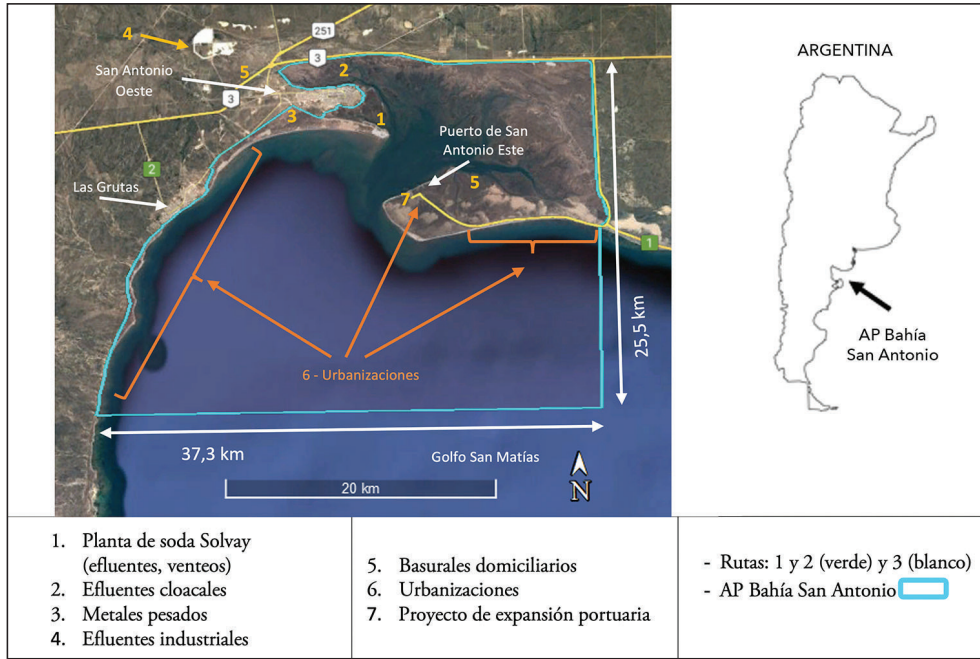 4
251
3
5
2
San Antonio
Oeste
3
3
1
Puerto de San
Antonio Este
2
5
Las Grutas
7
1
25,5 km
6 - Urbanizaciones
37,3 km
Golfo San Matías
20 km
N
ARGENTINA
AP Bahía
San Antonio
1. Planta de soda Solvay
(efluentes, venteos)
2. Efluentes cloacales
3. Metales pesados
4. Efluentes industriales
5. Basurales domiciliarios
6. Urbanizaciones
7. Proyecto de expansión portuaria
- Rutas: 1 y 2 (verde) y 3 (blanco)
- AP Bahía San Antonio